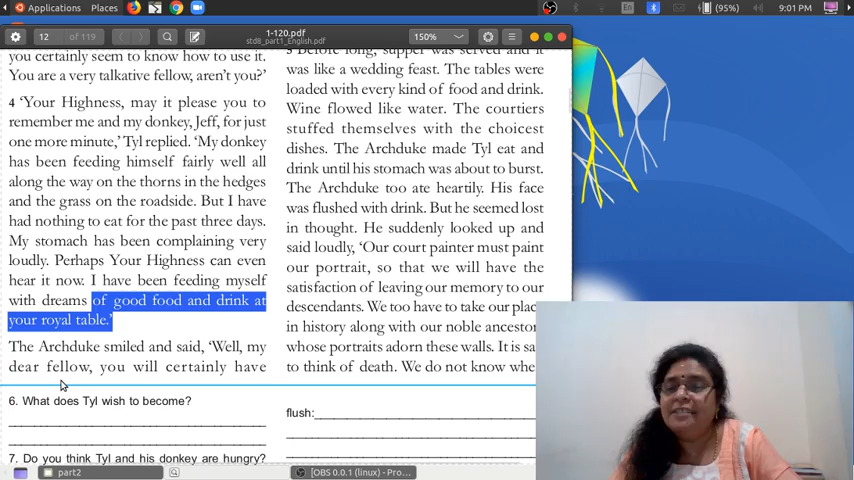 Applications Places
En
(95%)
9:01 PM
12 of 119
1-120.pdf
std8_part1_English.pdf
150%
you certainly seem to know how to use it.
You are a very talkative fellow, aren't you?'
4 'Your Highness, may it please you to
remember me and my donkey, Jeff, for just
one more minute,' Tyl replied. 'My donkey
has been feeding himself fairly well all
along the way on the thorns in the hedges
and the grass on the roadside. But I have
had nothing to eat for the past three days.
My stomach has been complaining very
loudly. Perhaps Your Highness can even
hear it now. I have been feeding myself
with dreams of good food and drink at
your royal table.'
The Archduke smiled and said, 'Well, my
dear fellow, you will certainly have
6. What does Tyl wish to become?
7. Do you think Tyl and his donkey are hungry?
5 Before long, supper was served and it
was like a wedding feast. The tables were
loaded with every kind of food and drink.
Wine flowed like water. The courtiers
stuffed themselves with the choicest
dishes. The Archduke made Tyl eat and
drink until his stomach was about to burst.
The Archduke too ate heartily. His face
was flushed with drink. But he seemed lost
in thought. He suddenly looked up and
said loudly, 'Our court painter must paint
our portrait, so that we will have the
satisfaction of leaving our memory to our
descendants. We too have to take our plac
in history along with our noble ancestor
whose portraits adorn these walls. It is sa
to think of death. We do not know whe
flush:
part2
[OBS 0.0.1 (linux) - Pro...